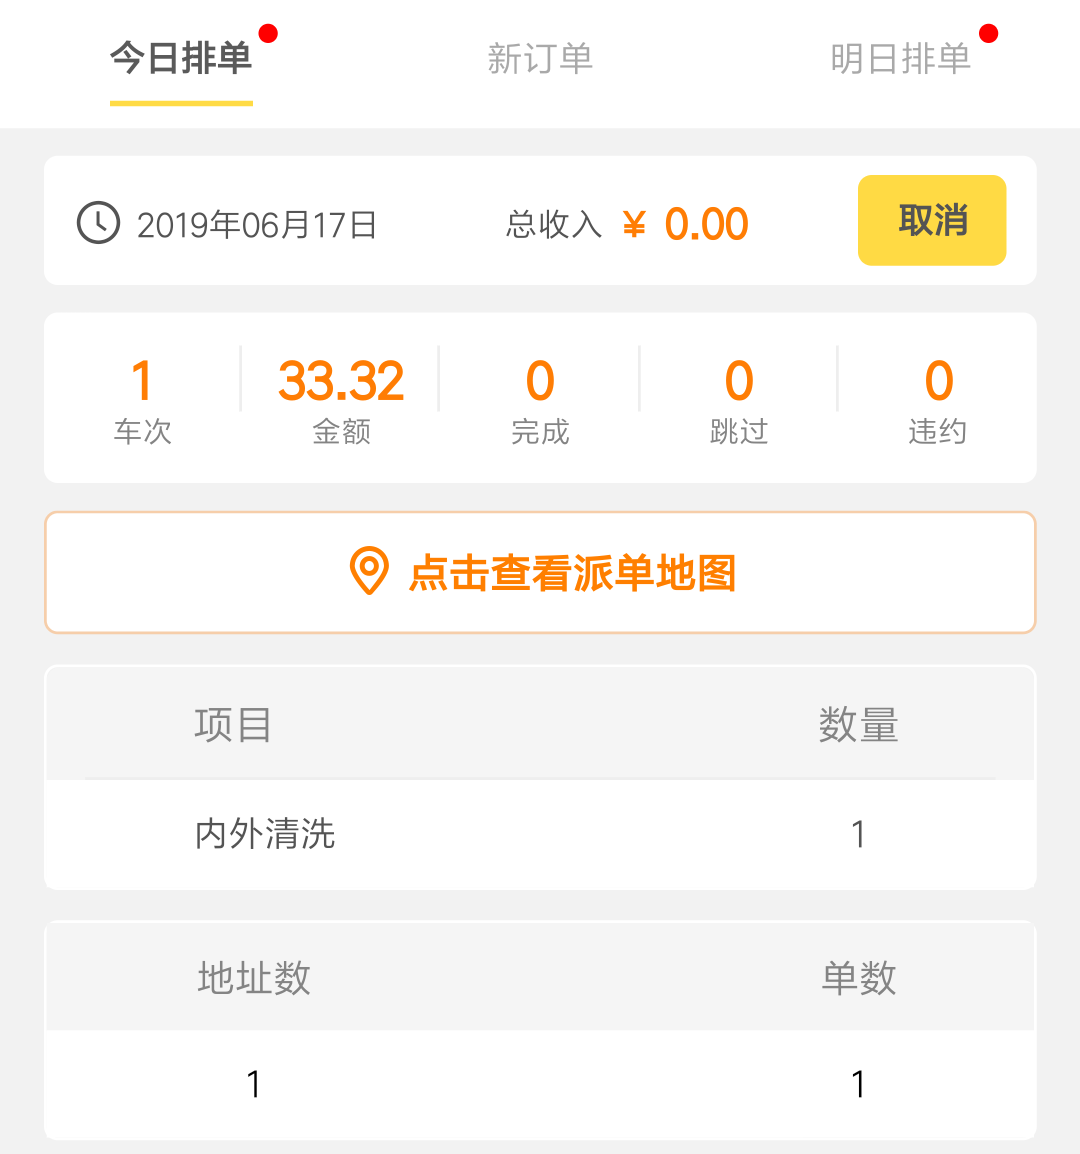 今日排单 新订单 明日排单
2019年06月17日 总收入 ¥ 0.00 取消
1 33.32 0 0 0
车次 金额 完成 跳过 违约
点击查看派单地图
项目 数量
内外清洗 1
地址数 单数
1 1